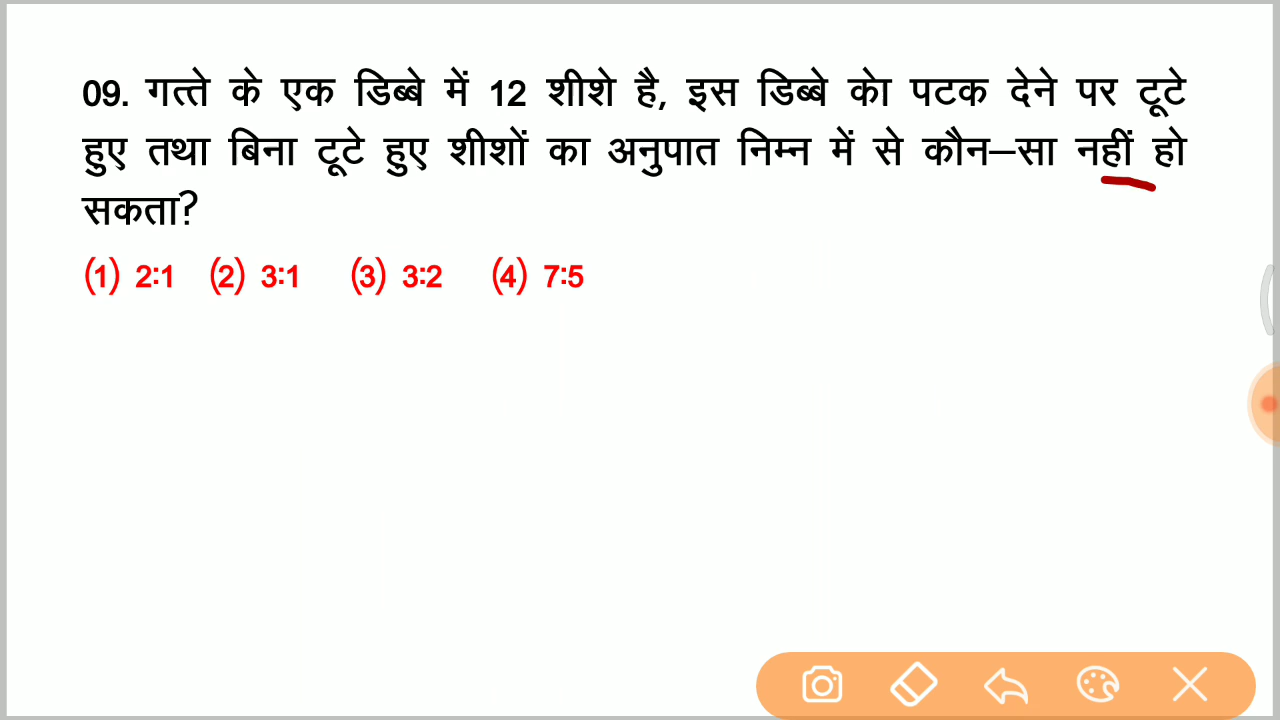 09. गत्ते के एक डिब्बे में 12 शीशे है, इस डिब्बे केा पटक देने पर टूटे
हुए तथा बिना टूटे हुए शीशों का अनुपात निम्न में से कौन–सा नहीं हो
सकता?
(1) 2:1 (2) 3:1 (3) 3:2 (4) 7:5